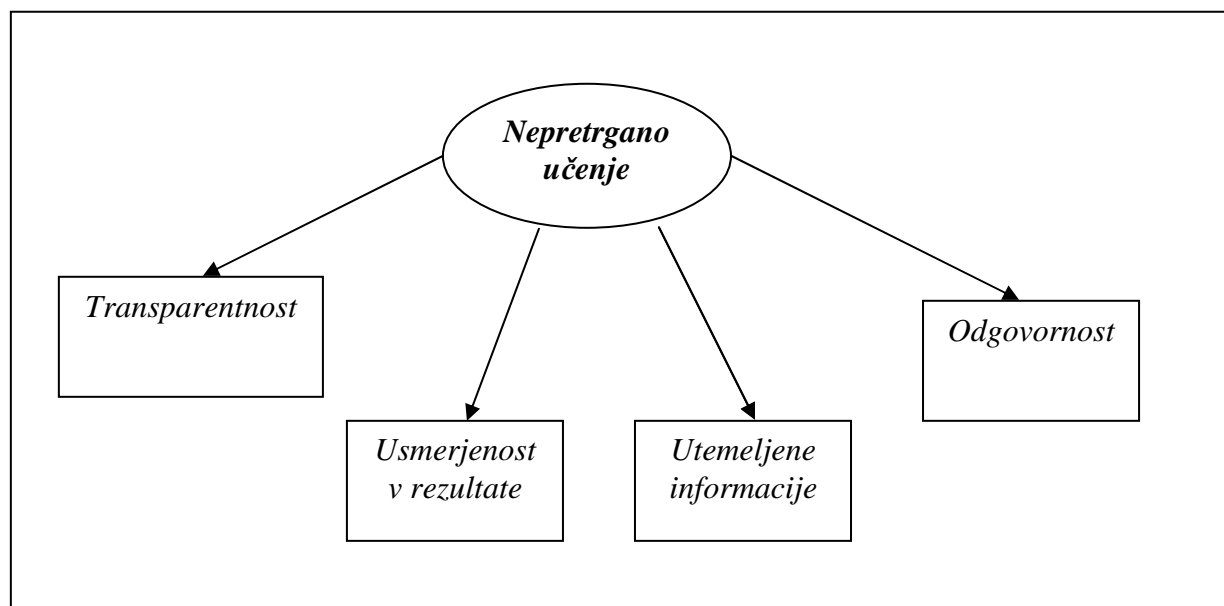 Nepretrgano
učenje
Transparentnost
Odgovornost
Usmerjenost
v rezultate
Utemeljene
informacije